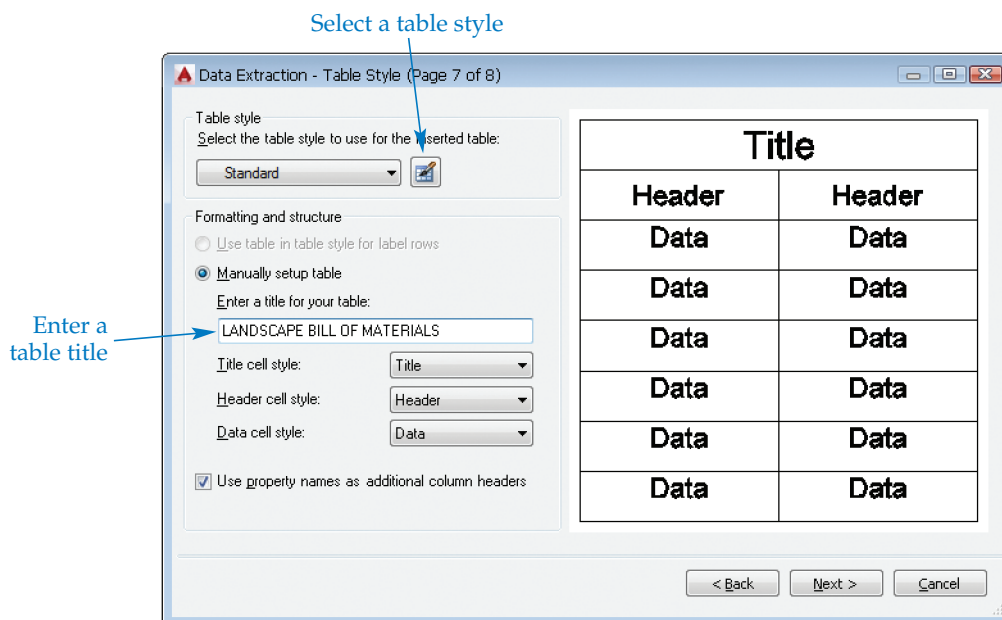 Select a table style
Data Extraction - Table Style (Page 7 of 8)
Table style
Select the table style to use for the inserted table:
Standard
Formatting and structure
Use table in table style for label rows
Manually setup table
Enter a title for your table:
Enter a
table title
LANDSCAPE BILL OF MATERIALS
Title cell style:
Title
Header cell style:
Header
Data cell style:
Data
Use property names as additional column headers
Title
Header Header
Data Data
Data Data
Data Data
Data Data
Data Data
Data Data
< Back Next > Cancel